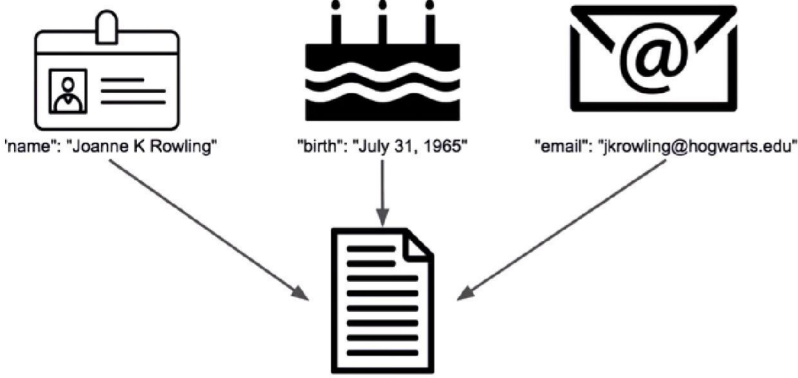 @
"name": "Joanne K Rowling"
"birth": "July 31, 1965"
"email": "jkrowling@hogwarts.edu"